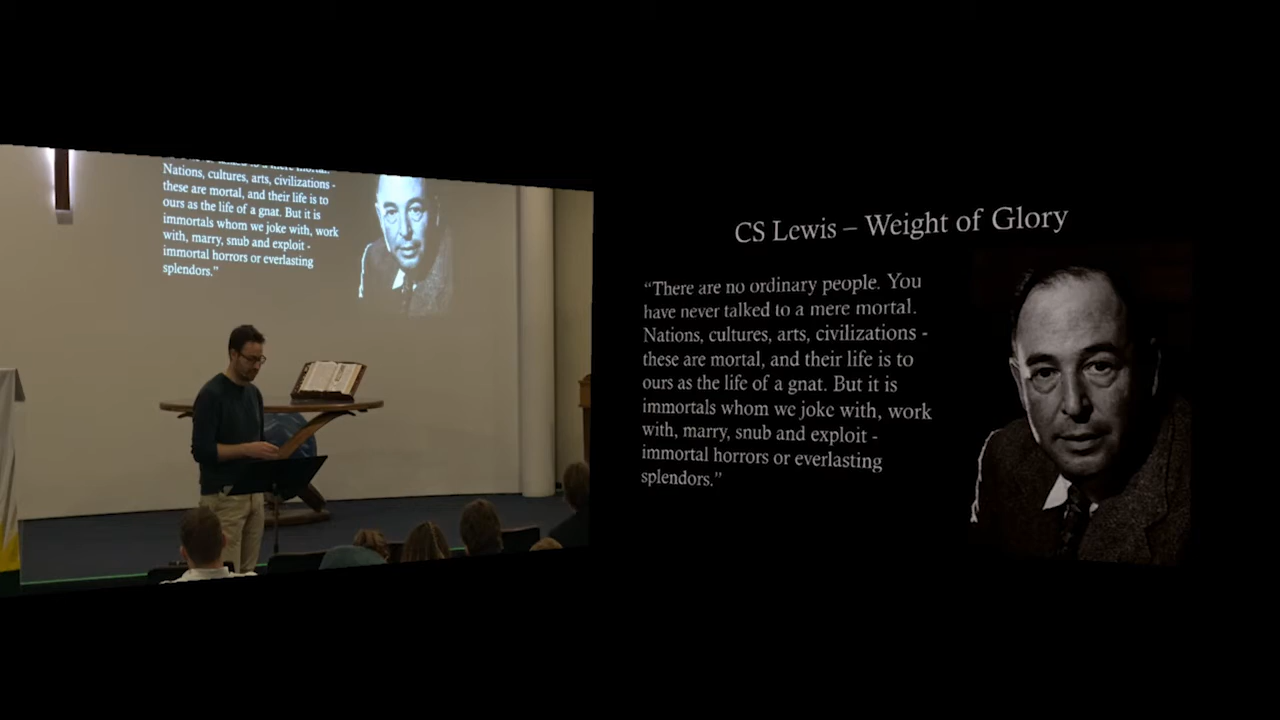 Nations, cultures, arts, civilizations -
these are mortal, and their life is to
ours as the life of a gnat. But it is
immortals whom we joke with, work
with, marry, snub and exploit -
immortal horrors or everlasting
splendors.”
CS Lewis – Weight of Glory
“There are no ordinary people. You
have never talked to a mere mortal.
Nations, cultures, arts, civilizations -
these are mortal, and their life is to
ours as the life of a gnat. But it is
immortals whom we joke with, work
with, marry, snub and exploit -
immortal horrors or everlasting
splendors.”